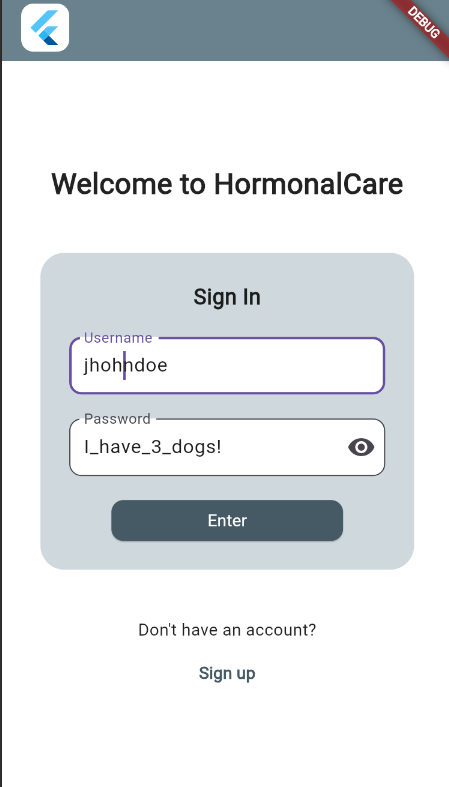 DEBUG
Welcome to HormonalCare
Sign In
Username
jhohndoe
Password
I_have_3_dogs!
Enter
Don't have an account?
Sign up